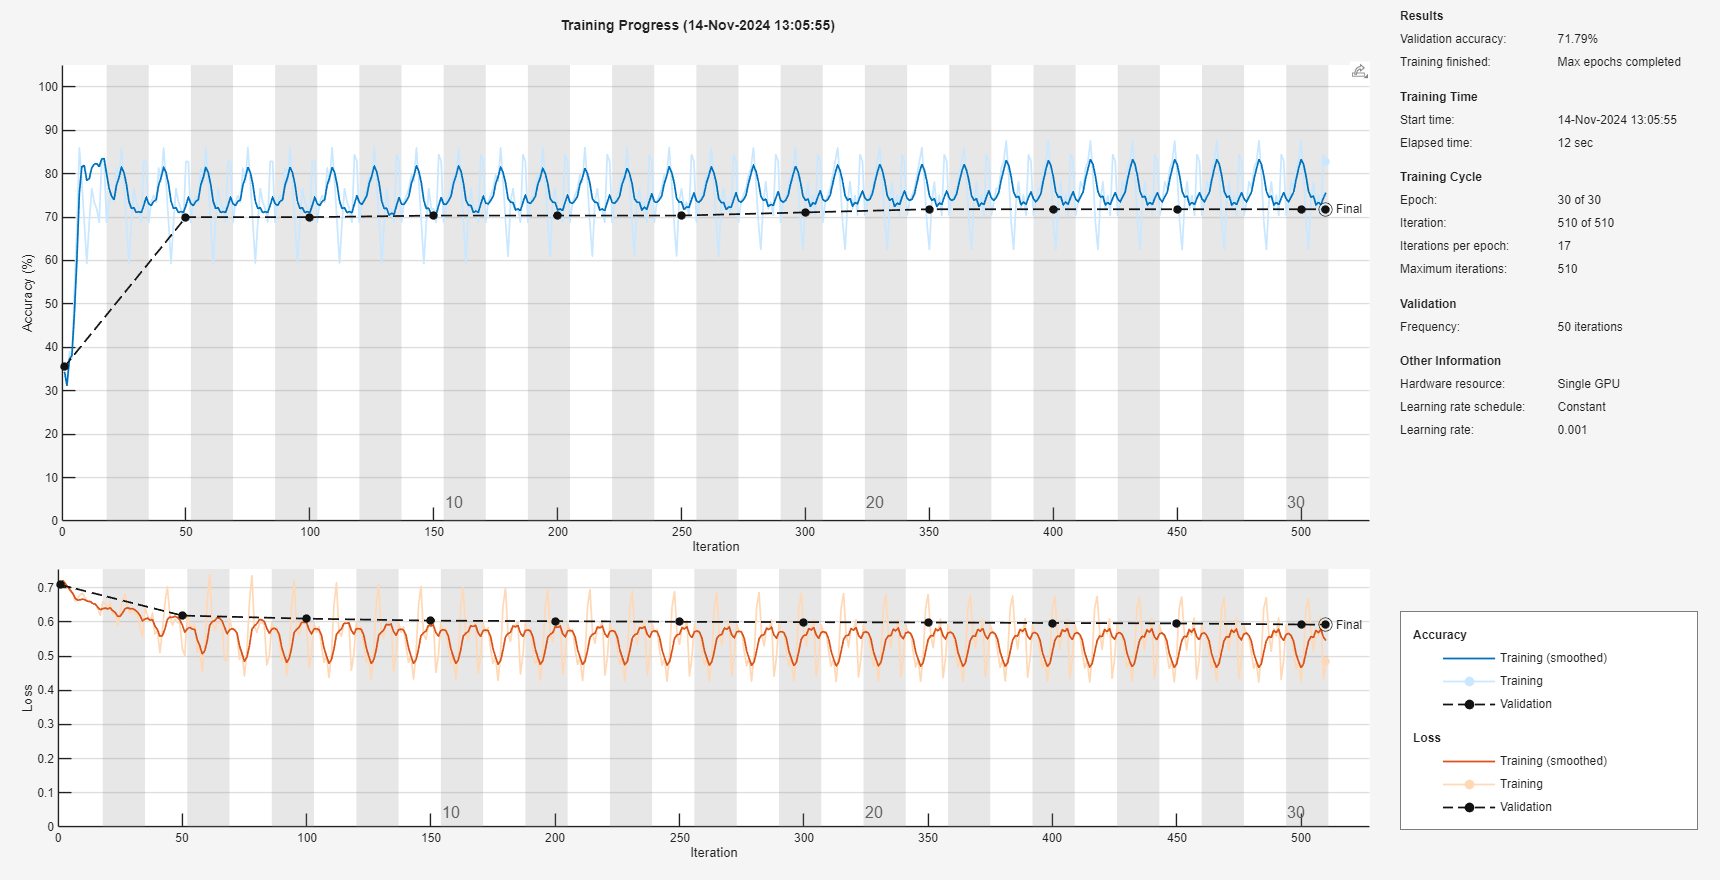 Training Progress (14-Nov-2024 13:05:55)
100
90
80
70
60
50
40
30
20
10
0
Accuracy (%)
Final
10
20
30
0 50 100 150 200 250 300 350 400 450 500
Iteration
0.7
0.6
0.5
0.4
0.3
0.2
0.1
0
Loss
Final
10
20
30
0 50 100 150 200 250 300 350 400 450 500
Iteration
Results
Validation accuracy: 71.79%
Training finished: Max epochs completed
Training Time
Start time: 14-Nov-2024 13:05:55
Elapsed time: 12 sec
Training Cycle
Epoch: 30 of 30
Iteration: 510 of 510
Iterations per epoch: 17
Maximum iterations: 510
Validation
Frequency: 50 iterations
Other Information
Hardware resource: Single GPU
Learning rate schedule: Constant
Learning rate: 0.001
Accuracy
Training (smoothed)
Training
Validation
Loss
Training (smoothed)
Training
Validation